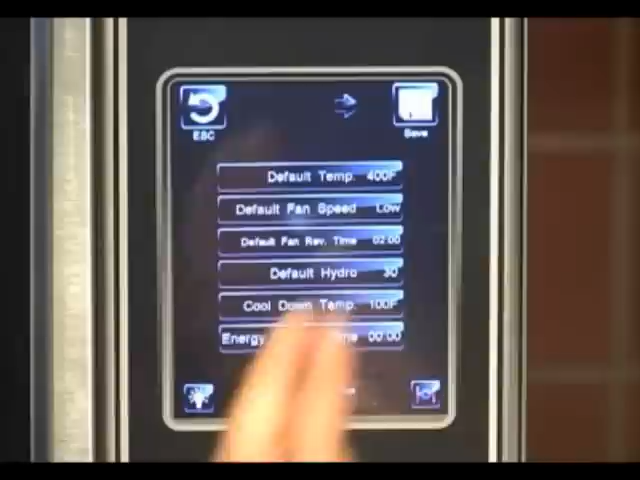 ESC
Save
Default Temp. 400F
Default Fan Speed Low
Default Fan Rev. Time 02:00
Default Hydro 30
Cool Down Temp. 100F
Energy 00:00